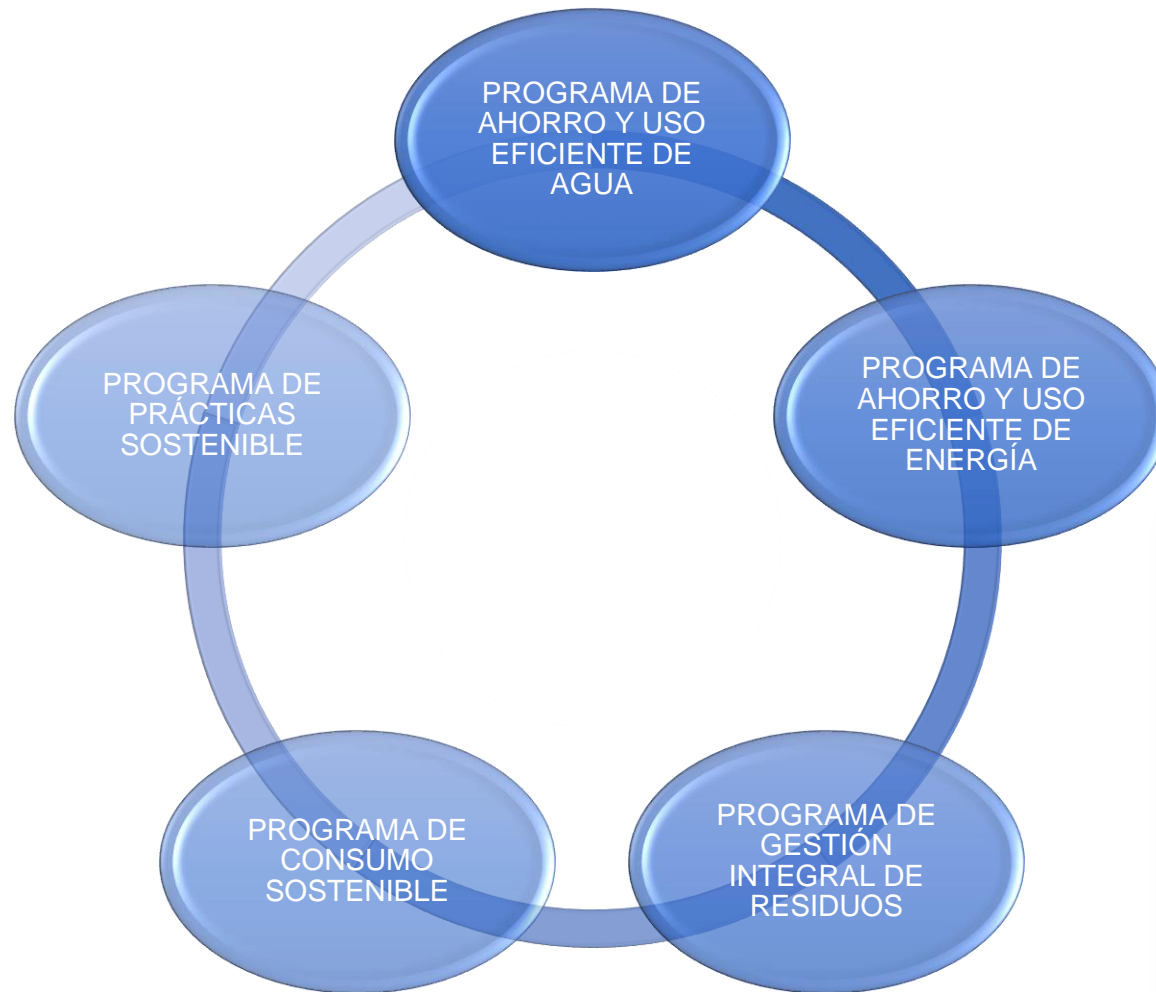 PROGRAMA DE
AHORRO Y USO
EFICIENTE DE
AGUA
PROGRAMA DE
AHORRO Y USO
EFICIENTE DE
ENERGÍA
PROGRAMA DE
GESTIÓN
INTEGRAL DE
RESIDUOS
PROGRAMA DE
CONSUMO
SOSTENIBLE
PROGRAMA DE
PRÁCTICAS
SOSTENIBLE